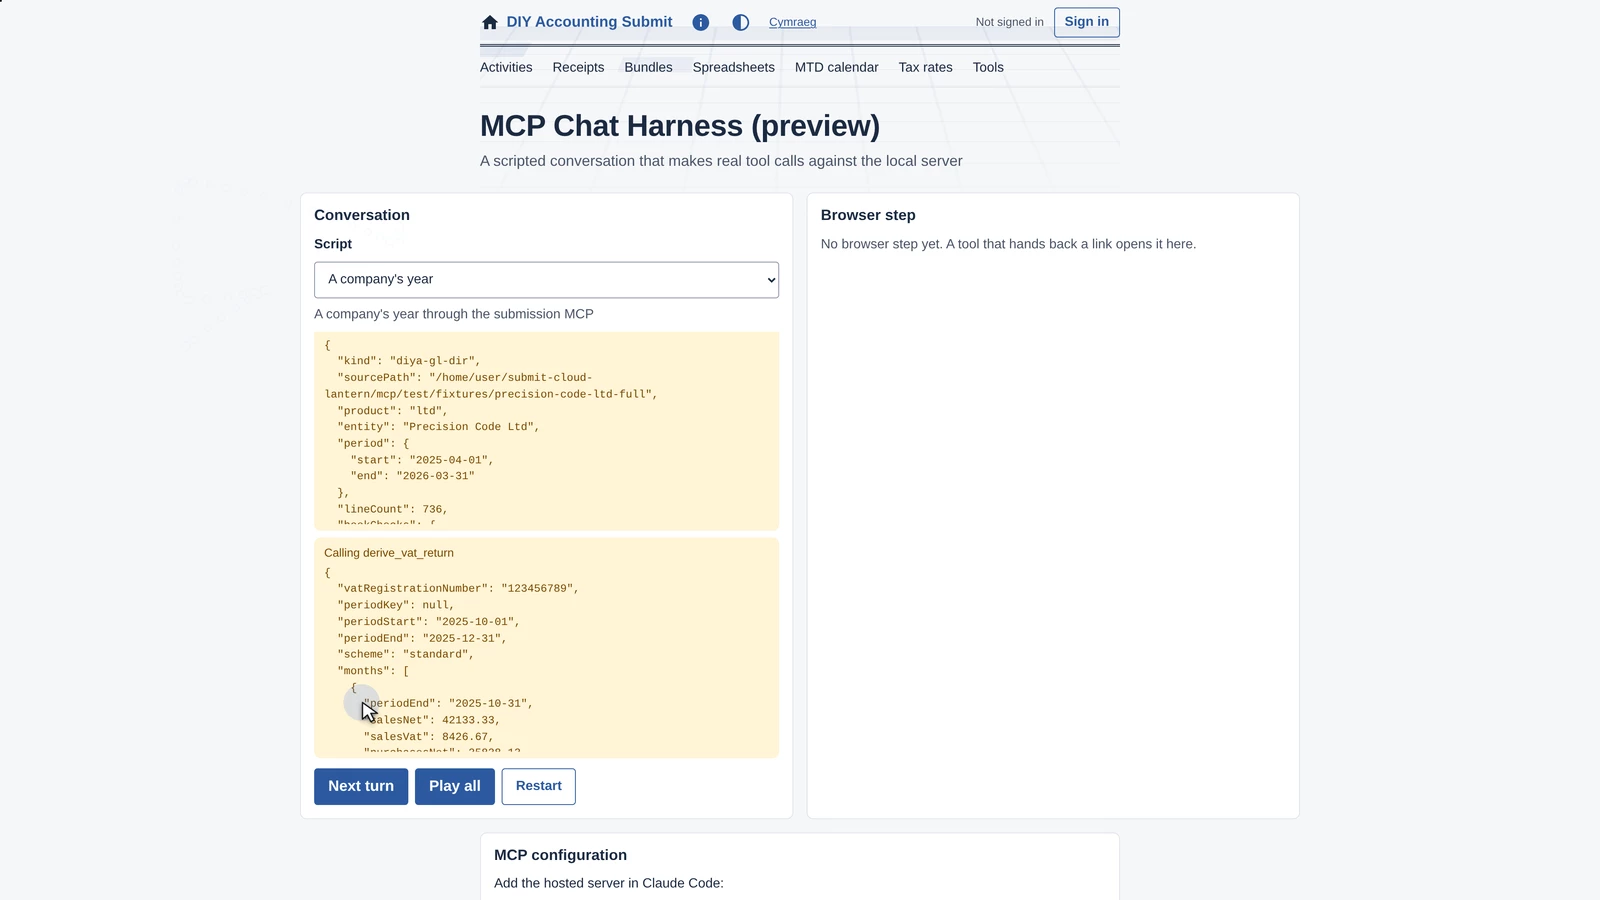 DIY Accounting Submit
Cymraeg
Not signed in
Sign in
Activities
Receipts
Bundles
Spreadsheets
MTD calendar
Tax rates
Tools
MCP Chat Harness (preview)
A scripted conversation that makes real tool calls against the local server
Conversation
Script
A company's year
A company's year through the submission MCP
{
"kind": "diya-gl-dir",
"sourcePath": "/home/user/submit-cloud-
lantern/mcp/test/fixtures/precision-code-ltd-full",
"product": "ltd",
"entity": "Precision Code Ltd",
"period": {
"start": "2025-04-01",
"end": "2026-03-31"
},
"lineCount": 736,
Calling derive_vat_return
{
"vatRegistrationNumber": "123456789",
"periodKey": null,
"periodStart": "2025-10-01",
"periodEnd": "2025-12-31",
"scheme": "standard",
"months": [
{
"periodEnd": "2025-10-31",
"salesNet": 42133.33,
"salesVat": 8426.67,
Next turn
Play all
Restart
Browser step
No browser step yet. A tool that hands back a link opens it here.
MCP configuration
Add the hosted server in Claude Code: